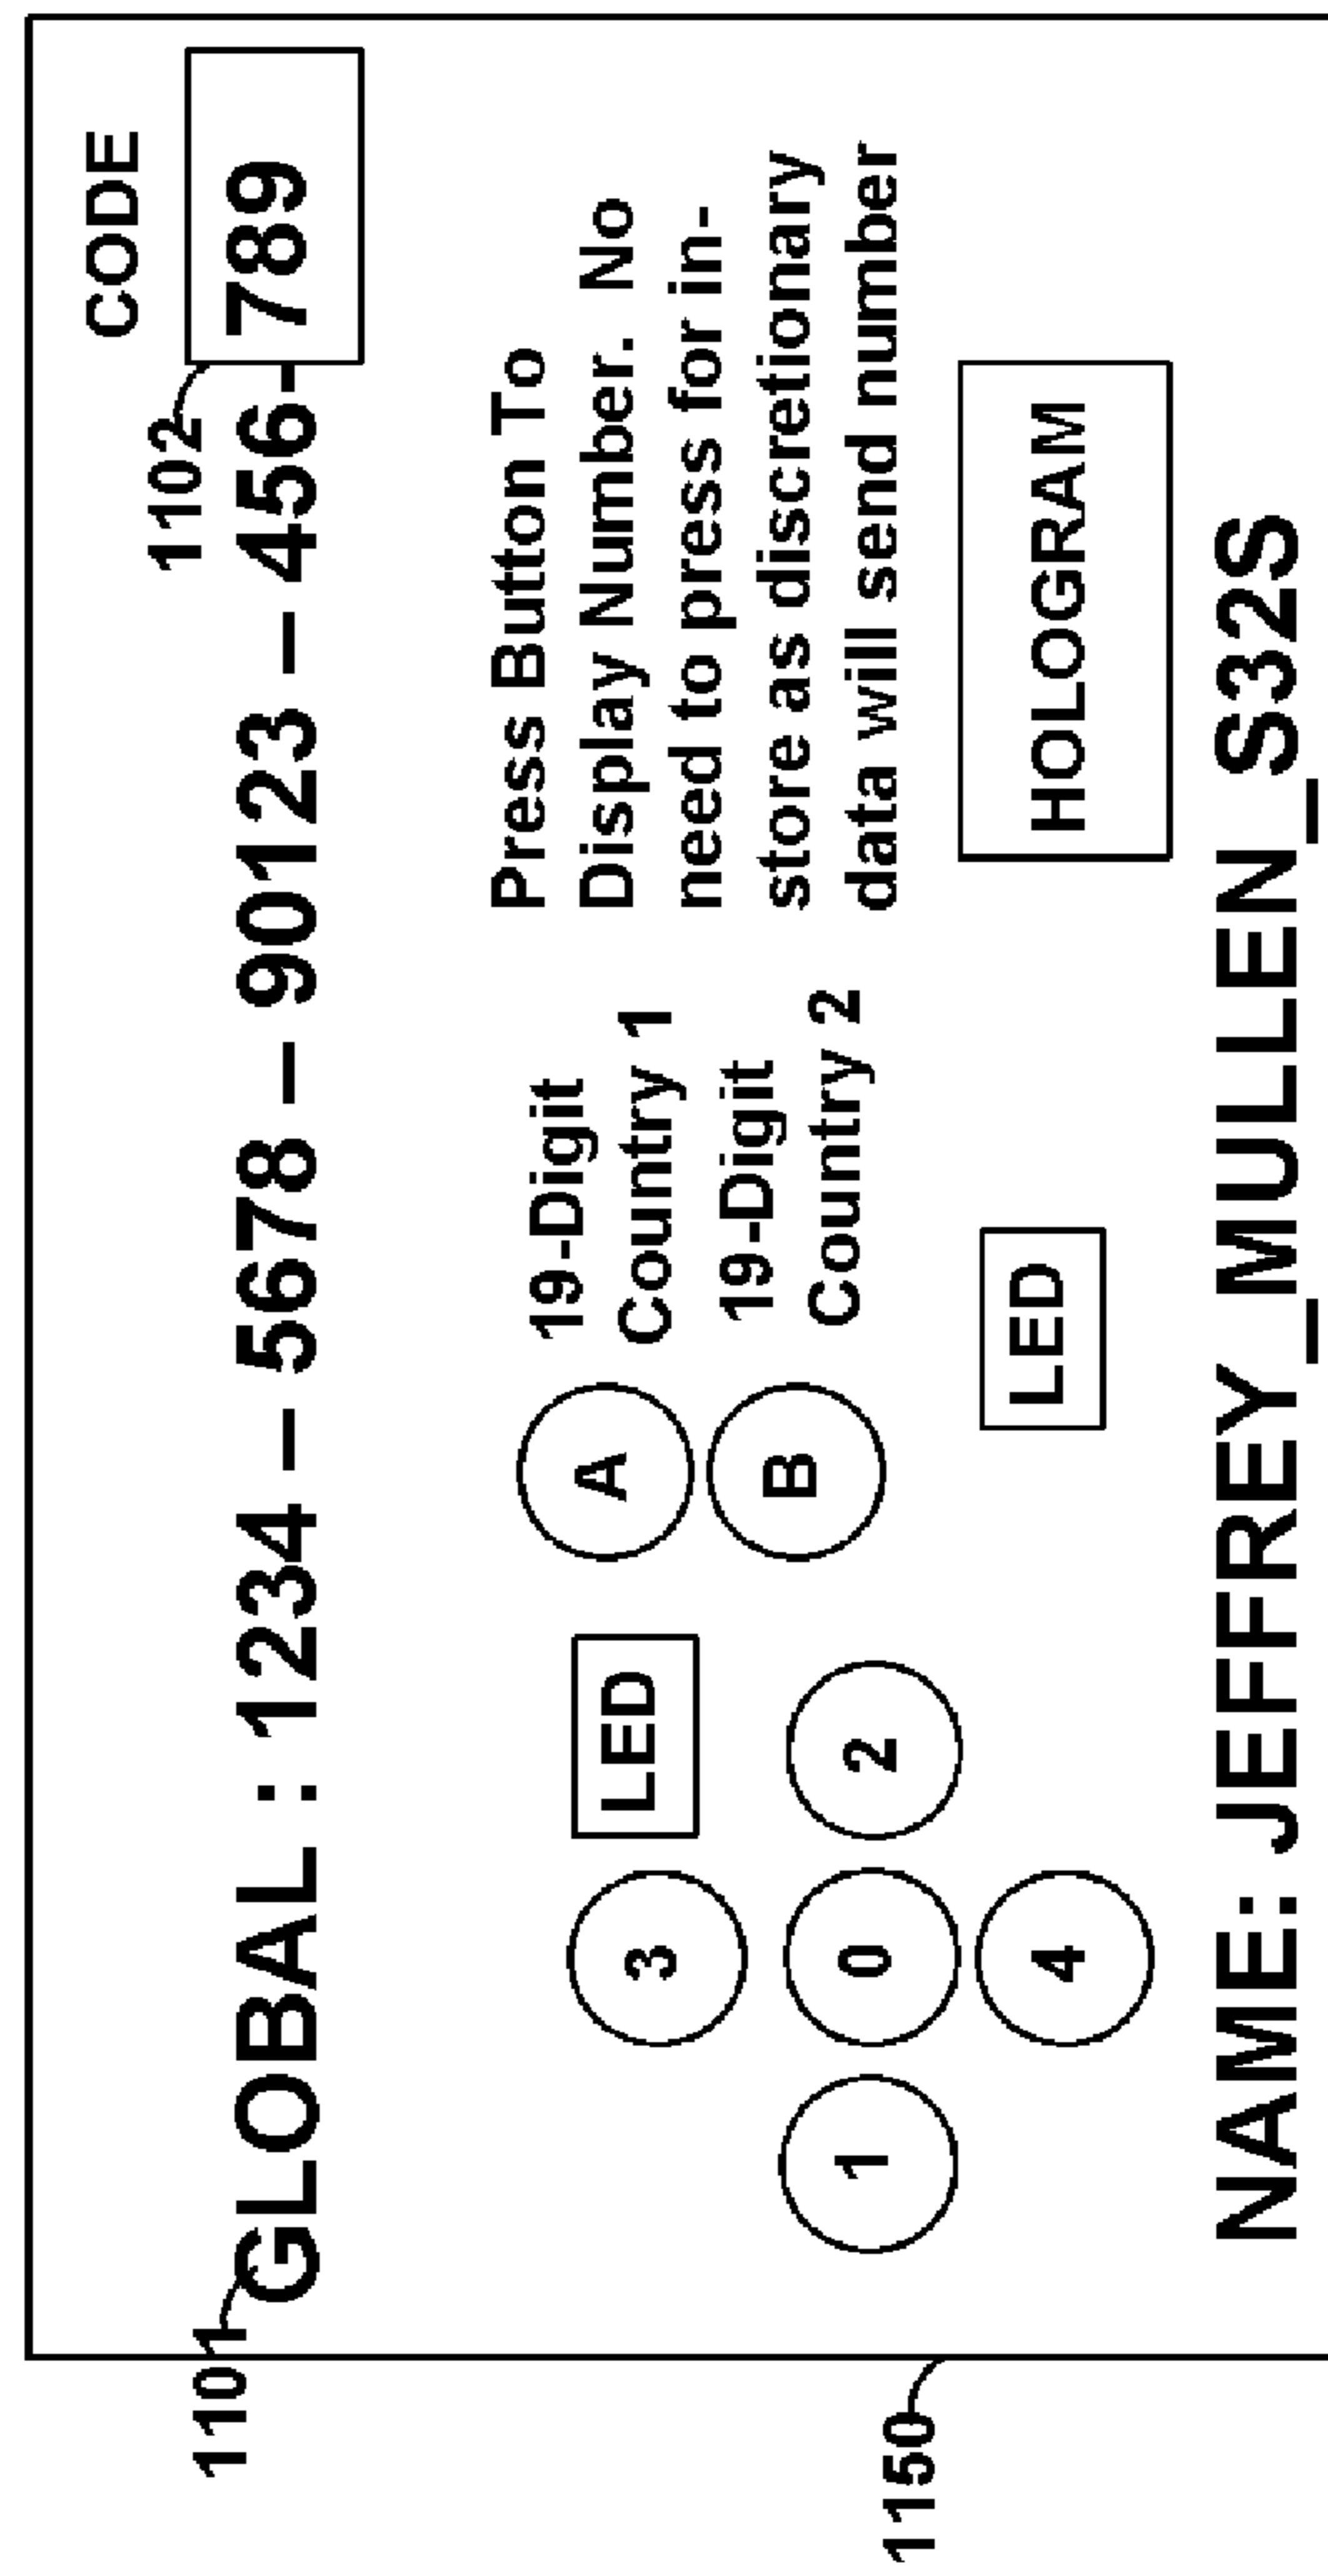 CODE
1102
1101
GLOBAL : 1234 – 5678 – 90123 – 456- 789
Press Button To
Display Number. No
need to press for in-
store as discretionary
data will send number
19-Digit
Country 1
19-Digit
Country 2
A
B
LED
3
1 0 2
4
LED
HOLOGRAM
1150
NAME: JEFFREY_MULLEN_S32S